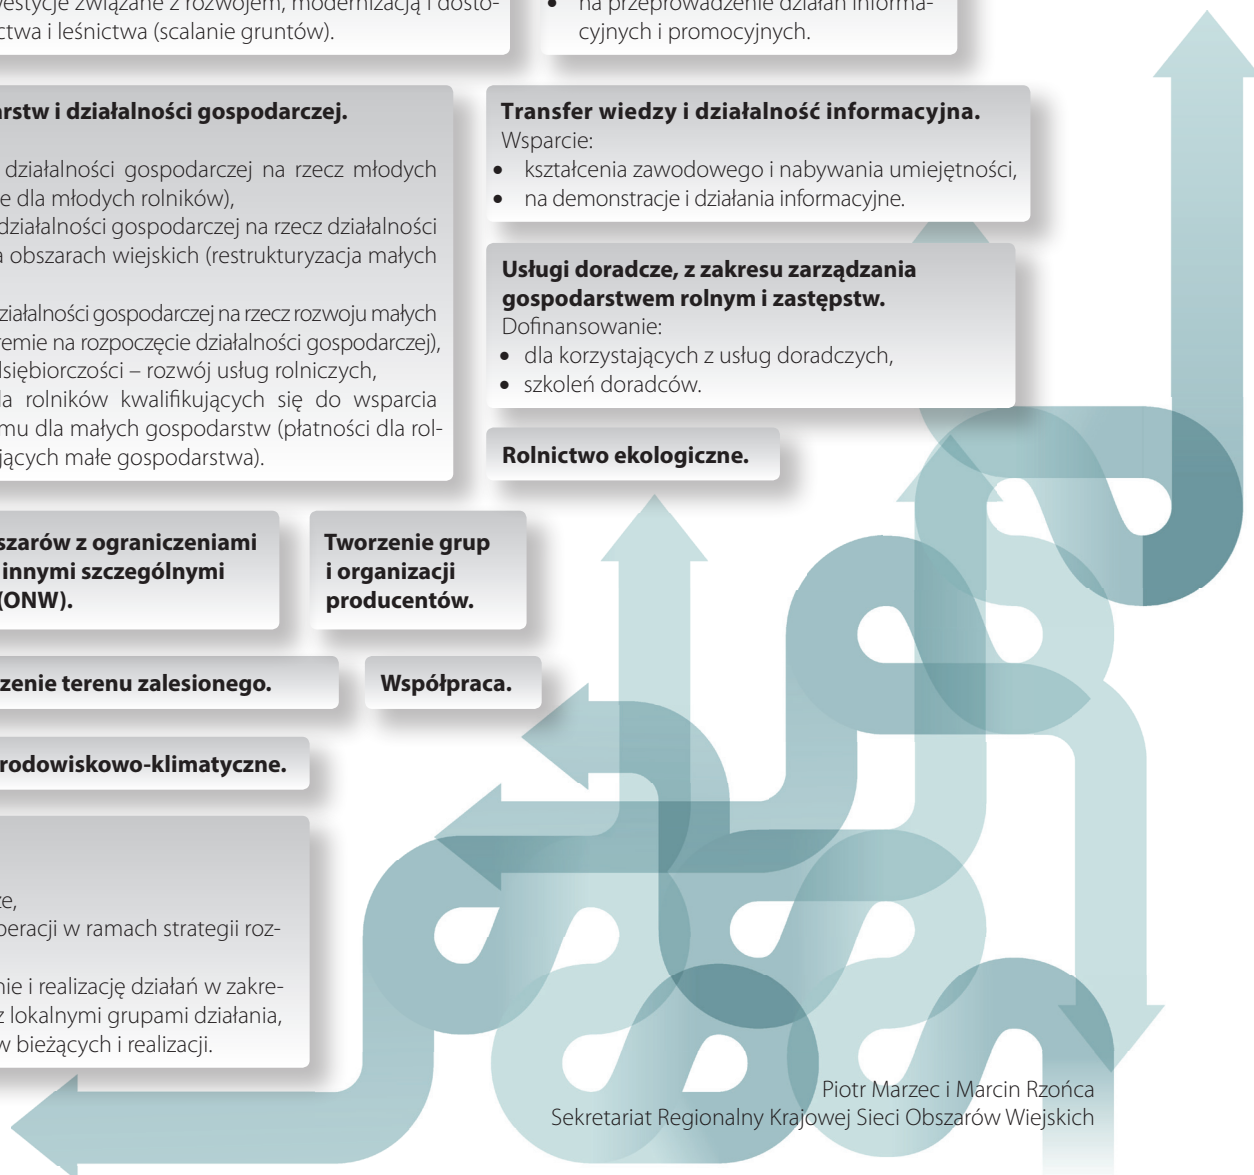 westycje związane z rozwojem, modernizacją i dosto-
ctwa i leśnictwa (scalanie gruntów).
• na przeprowadzenie działań informa-
cyjnych i promocyjnych.
arstw i działalności gospodarczej.
działalności gospodarczej na rzecz młodych
e dla młodych rolników),
działalności gospodarczej na rzecz działalności
a obszarach wiejskich (restrukturyzacja małych
ziałalności gospodarczej na rzecz rozwoju małych
remie na rozpoczęcie działalności gospodarczej),
dsiębiorczości – rozwój usług rolniczych,
la rolników kwalifikujących się do wsparcia
mu dla małych gospodarstw (płatności dla rol-
jących małe gospodarstwa).
Transfer wiedzy i działalność informacyjna.
Wsparcie:
• kształcenia zawodowego i nabywania umiejętności,
• na demonstracje i działania informacyjne.
Usługi doradcze, z zakresu zarządzania
gospodarstwem rolnym i zastępstw.
Dofinansowanie:
• dla korzystających z usług doradczych,
• szkoleń doradców.
Rolnictwo ekologiczne.
szarów z ograniczeniami
innymi szczególnymi
(ONW).
Tworzenie grup
i organizacji
producentów.
zenie terenu zalesionego.
Współpraca.
rodowiskowo-klimatyczne.
ze,
peracji w ramach strategii roz-
nie i realizację działań w zakre-
z lokalnymi grupami działania,
w bieżących i realizacji.
Piotr Marzec i Marcin Rzońca
Sekretariat Regionalny Krajowej Sieci Obszarów Wiejskich